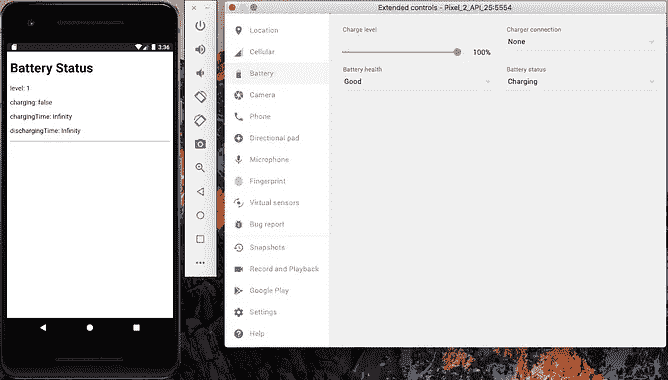 3:36
Battery Status
level: 1
charging: false
chargingTime: Infinity
dischargingTime: Infinity
Extended controls - Pixel_2_API_25:5554
Location
Cellular
Battery
Camera
Phone
Directional pad
Microphone
Fingerprint
Virtual sensors
Bug report
Snapshots
Record and Playback
Google Play
Settings
Help
Charge level
100%
Charger connection
None
Battery health
Good
Battery status
Charging